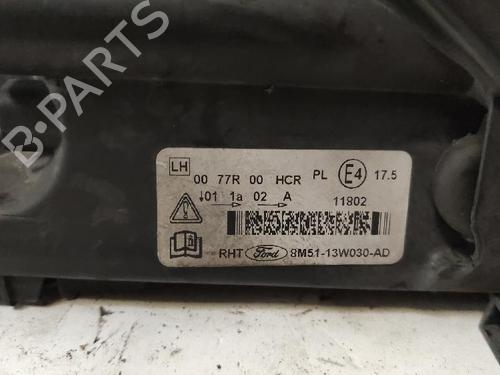 B-PARTS
LH
00 77R 00 HCR PL E4 17.5
↓01 1a 02 A
11802
RHT Ford 8M51-13W030-AD